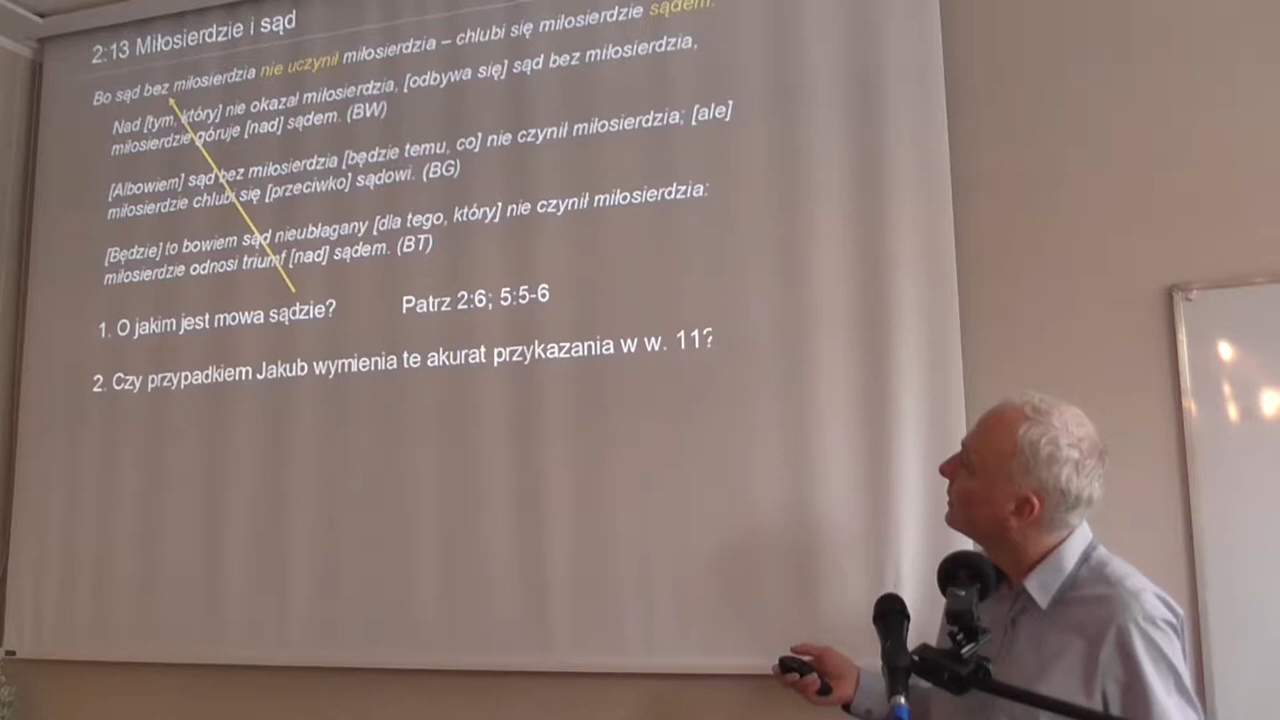 2:13 Miłosierdzie i sąd
Bo sąd bez miłosierdzia nie uczynił miłosierdzia – chlubi się miłosierdzie sądem.
Nad [tym, który] nie okazał miłosierdzia, [odbywa się] sąd bez miłosierdzia,
miłosierdzie góruje [nad] sądem. (BW)
[Albowiem] sąd bez miłosierdzia [będzie temu, co] nie czynił miłosierdzia; [ale]
miłosierdzie chlubi się [przeciwko] sądowi. (BG)
[Będzie] to bowiem sąd nieubłagany [dla tego, który] nie czynił miłosierdzia:
miłosierdzie odnosi triumf [nad] sądem. (BT)
1. O jakim jest mowa sądzie? Patrz 2:6; 5:5-6
2. Czy przypadkiem Jakub wymienia te akurat przykazania w w. 11?